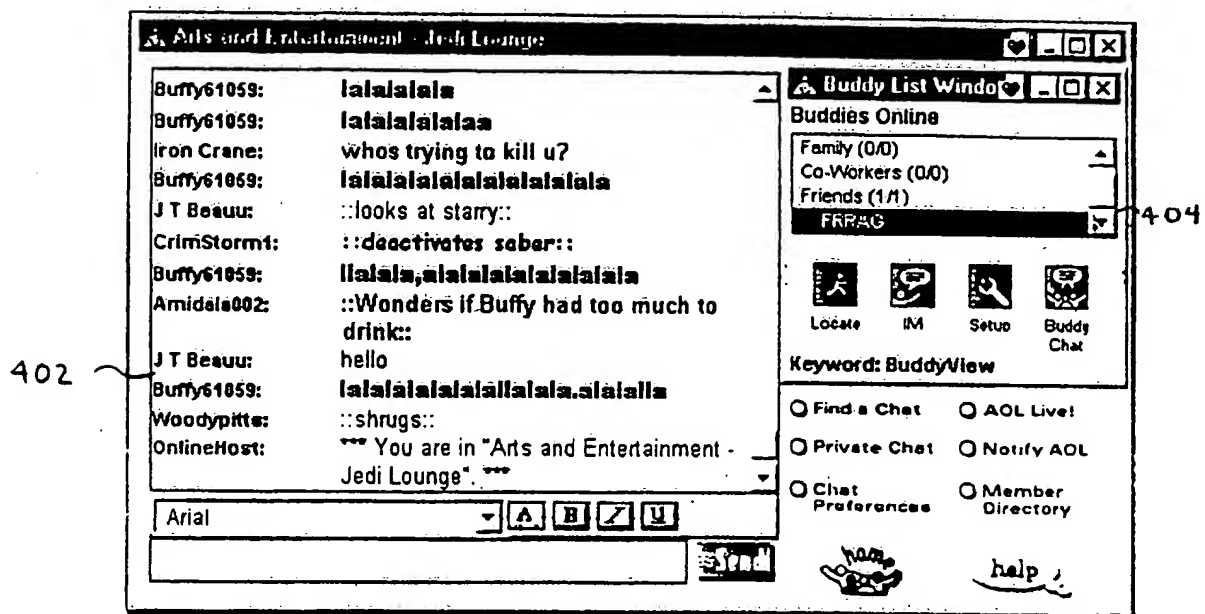 Arts and Entertainment - Jedi Lounge
Buffy61059: lalalalala
Buffy61059: lalalalalalaa
Iron Crane: whos trying to kill u?
Buffy61059: lalalalalalalalalalalala
J T Beauu: ::looks at starry::
CrimStorm1: ::deactivates saber::
Buffy61059: llalala,alalalalalalalalala
Amidala002: ::Wonders if Buffy had too much to
drink::
J T Beauu: hello
Buffy61059: lalalalalalalallalala.alalalla
Woodypitts: ::shrugs::
OnlineHost: *** You are in "Arts and Entertainment -
Jedi Lounge". ***
Arial A B I U
Send
Buddy List Window
Buddies Online
Family (0/0)
Co-Workers (0/0)
Friends (1/1)
FRRAG
Locate IM Setup Buddy
Chat
Keyword: BuddyView
Find a Chat AOL Live!
Private Chat Notify AOL
Chat
Preferences Member
Directory
home help
402
404